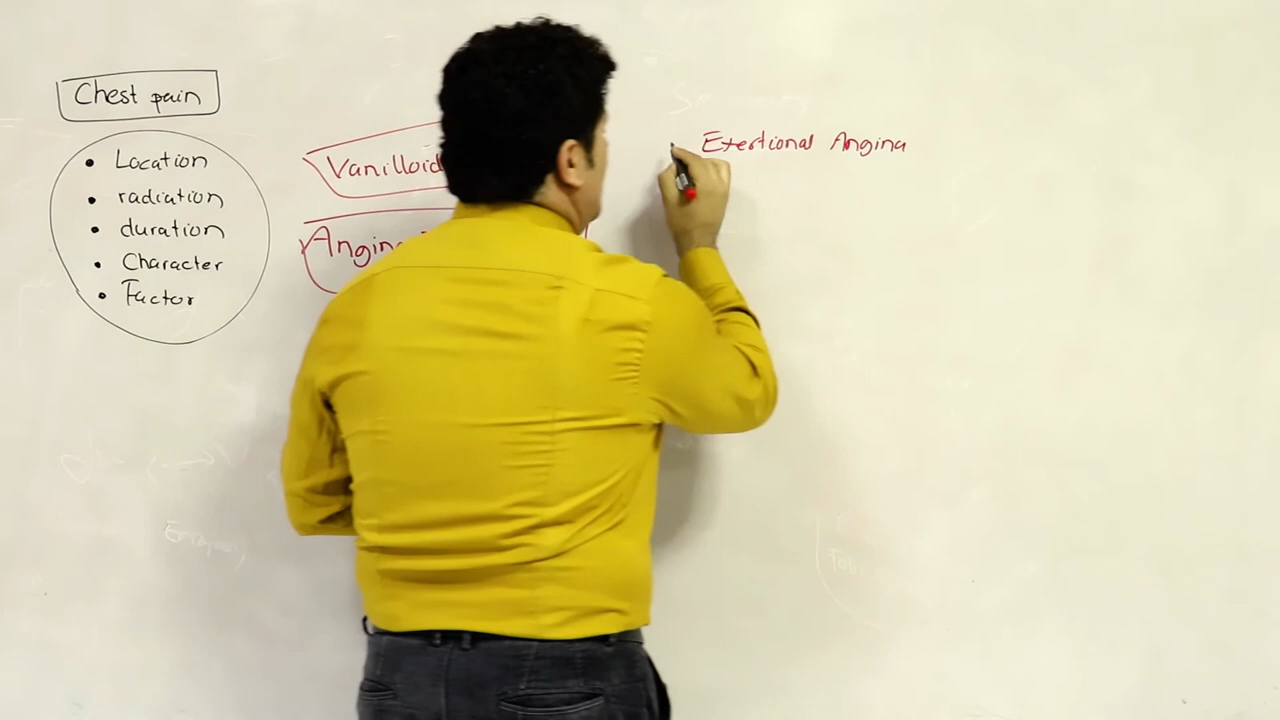 Chest pain
• Location
• radiation
• duration
• Character
• Factor
Vanilloid
Angina
Exertional Angina